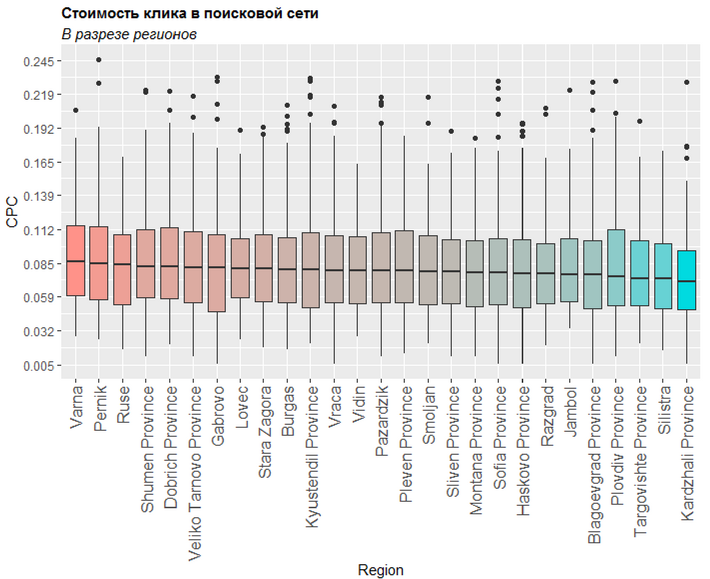 Стоимость клика в поисковой сети
В разрезе регионов
CPC
0.245
0.219
0.192
0.165
0.139
0.112
0.085
0.059
0.032
0.005
Varna
Pernik
Ruse
Shumen Province
Dobrich Province
Veliko Tarnovo Province
Gabrovo
Lovec
Stara Zagora
Burgas
Kyustendil Province
Vraca
Vidin
Pazardzik
Pleven Province
Smoljan
Sliven Province
Montana Province
Sofia Province
Haskovo Province
Razgrad
Jambol
Blagoevgrad Province
Plovdiv Province
Targovishte Province
Silistra
Kardzhali Province
Region